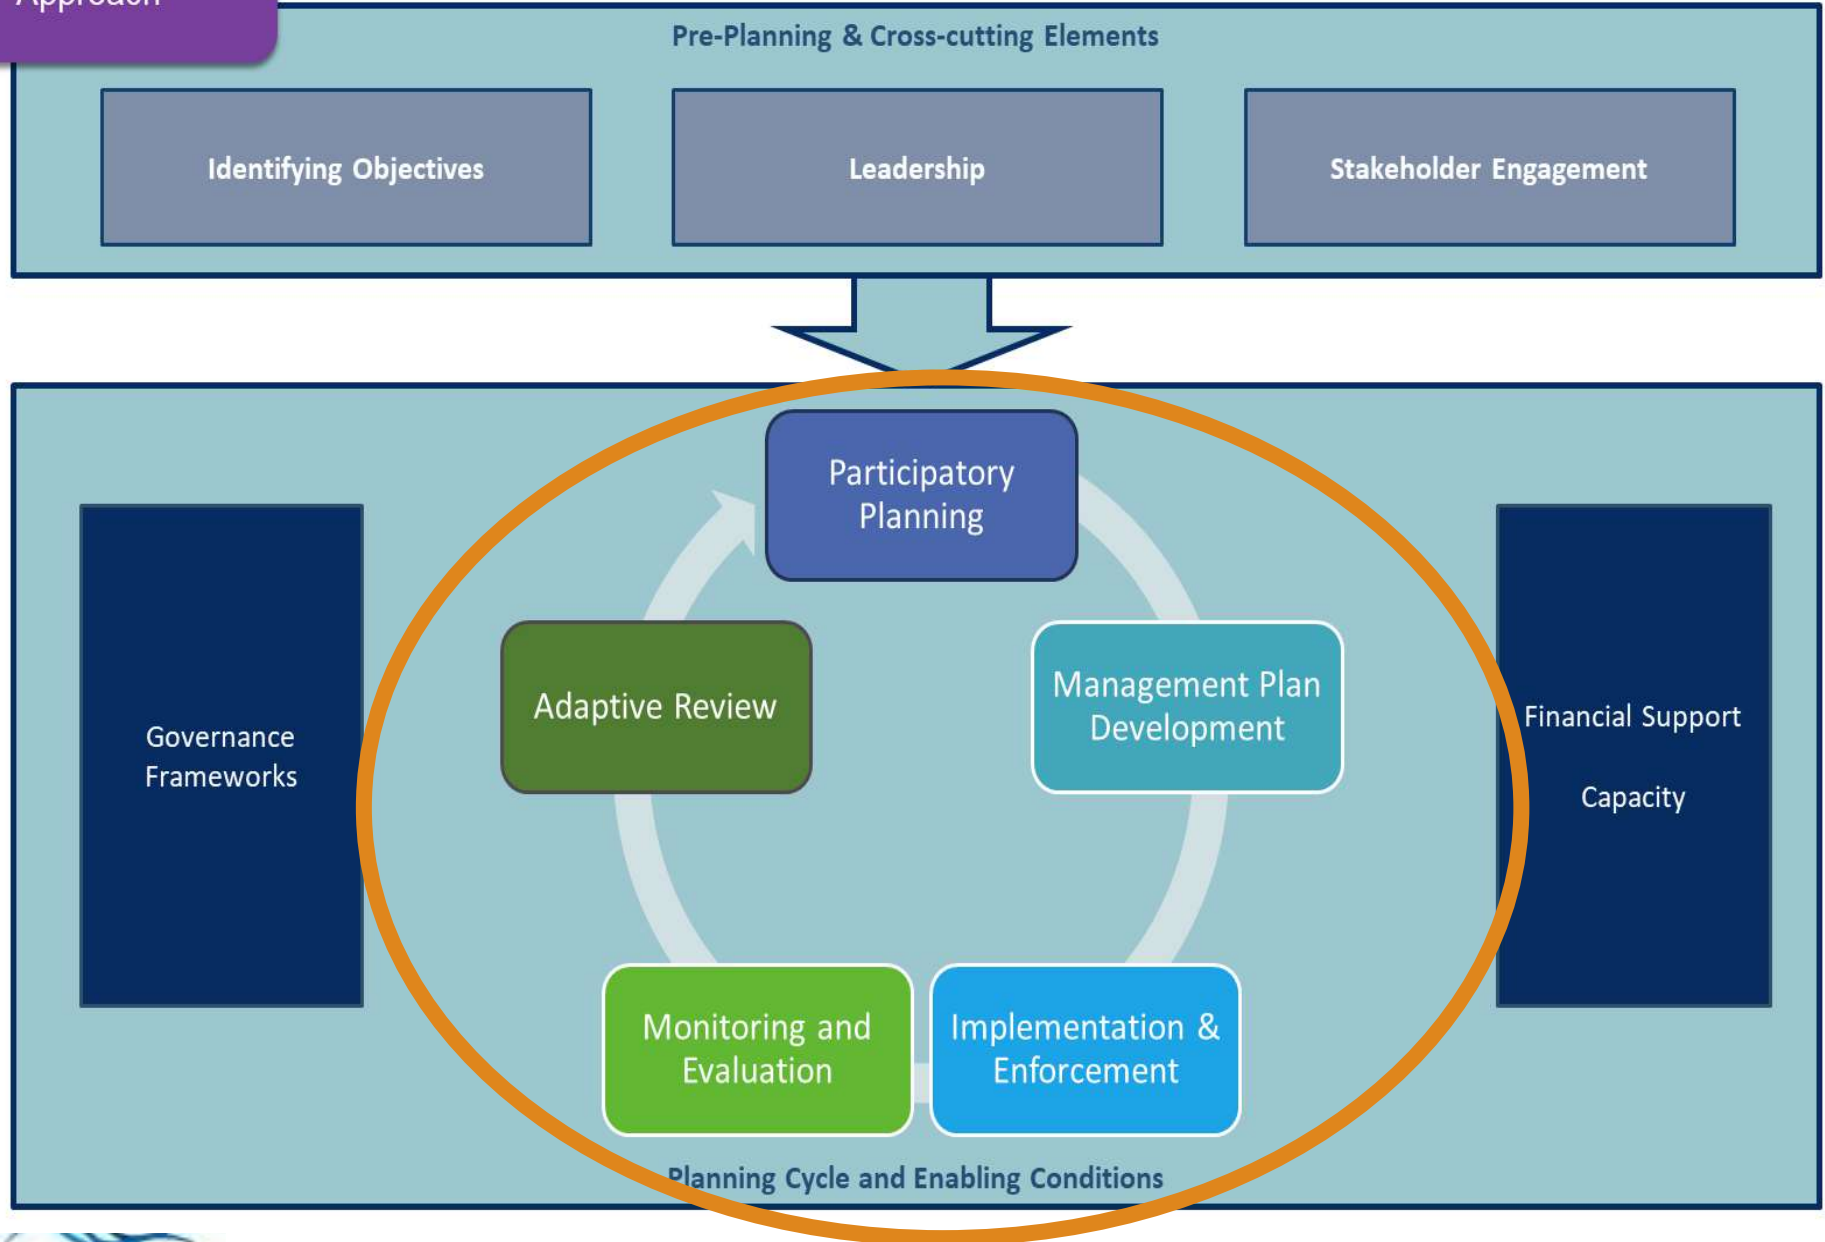 Approach
Pre-Planning & Cross-cutting Elements
Identifying Objectives
Leadership
Stakeholder Engagement
Participatory
Planning
Adaptive Review
Management Plan
Development
Governance
Frameworks
Financial Support
Capacity
Monitoring and
Evaluation
Implementation &
Enforcement
Planning Cycle and Enabling Conditions